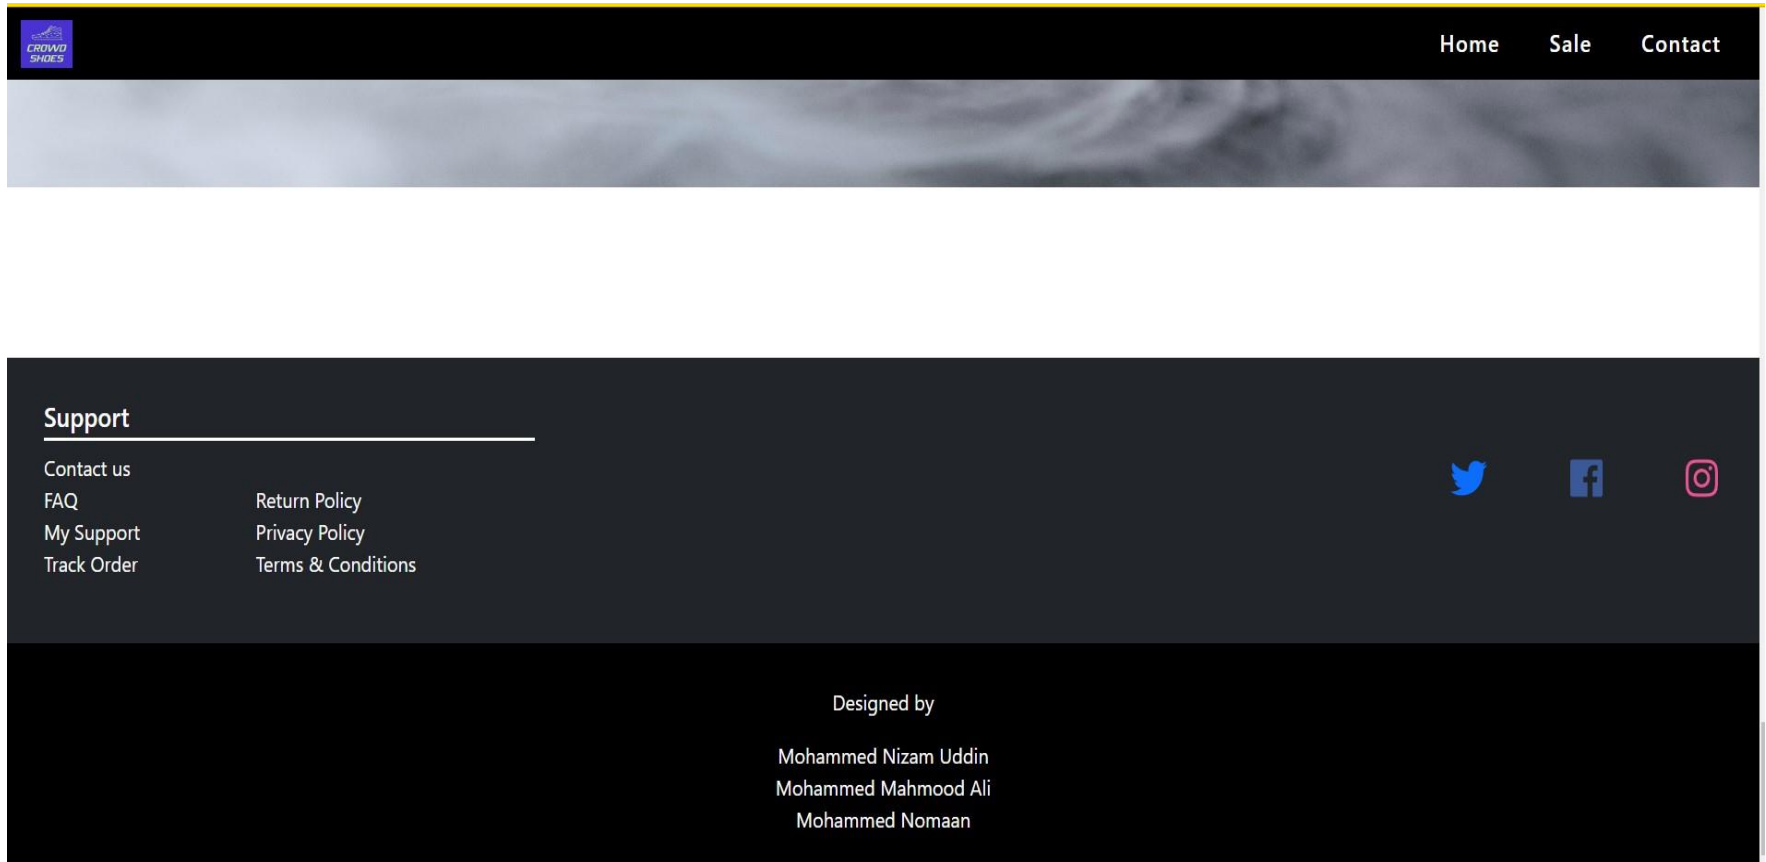 CROWD
SHOES
Home Sale Contact
Support
Contact us
FAQ Return Policy
My Support Privacy Policy
Track Order Terms & Conditions
Designed by
Mohammed Nizam Uddin
Mohammed Mahmood Ali
Mohammed Nomaan